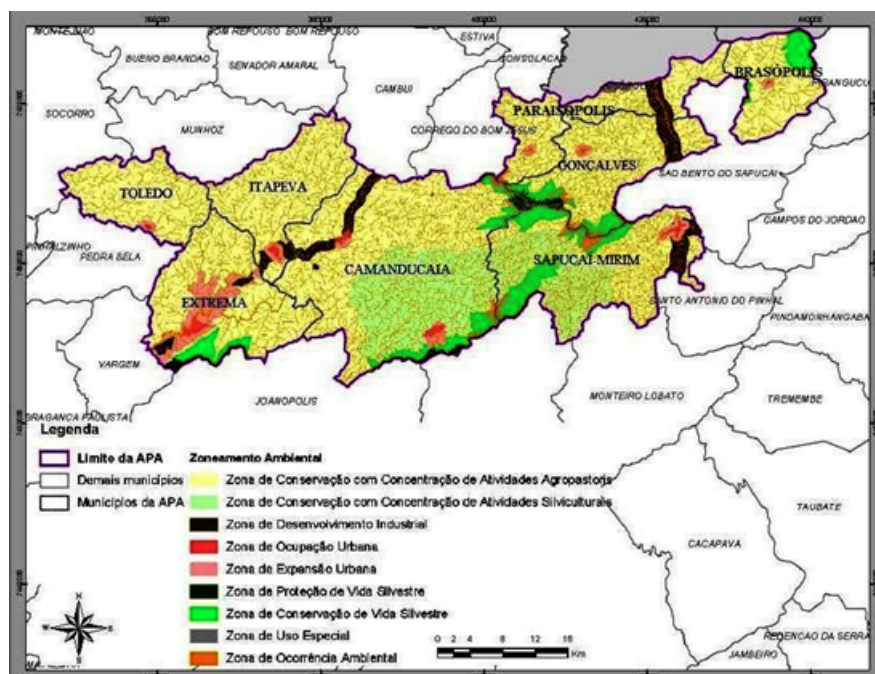 BOM REPOUSO
BOM REPOUSO
ESTIVA
BUENO BRANDAO
SENADOR AMARAL
CAMBUI
BRASÓPOLIS
SOCORRO
MUNHOZ
PARAISÓPOLIS
CORREGO DO BOM JESUS
GONÇALVES
SAO BENTO DO SAPUCAI
TOLEDO
ITAPEVA
CAMPOS DO JORDAO
PEDRA BELA
CAMANDUCAIA
SAPUCAÍ-MIRIM
EXTREMA
SANTO ANTONIO DO PINHAL
PINDAMONHANGABA
VARGEM
JOANOPOLIS
MONTEIRO LOBATO
TREMEMBE
BRAGANCA PAULISTA
Legenda
Limite da APA
Zoneamento Ambiental
Demais municípios
Zona de Conservação com Concentração de Atividades Agropastoris
Municípios da APA
Zona de Conservação com Concentração de Atividades Silviculturais
TAUBATE
Zona de Desenvolvimento Industrial
Zona de Ocupação Urbana
CACAPAVA
Zona de Expansão Urbana
Zona de Proteção de Vida Silvestre
Zona de Conservação de Vida Silvestre
Zona de Uso Especial
0 2 4 8 12 16
Km
REDENCAO DA SERRA
Zona de Ocorrência Ambiental
JAMBEIRO
N
S